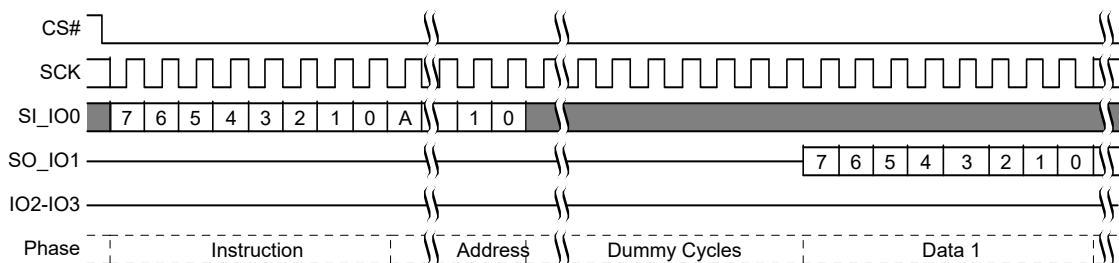 CS#
SCK
SI_IO0 7 6 5 4 3 2 1 0 A 1 0
SO_IO1 7 6 5 4 3 2 1 0
IO2-IO3
Phase Instruction Address Dummy Cycles Data 1